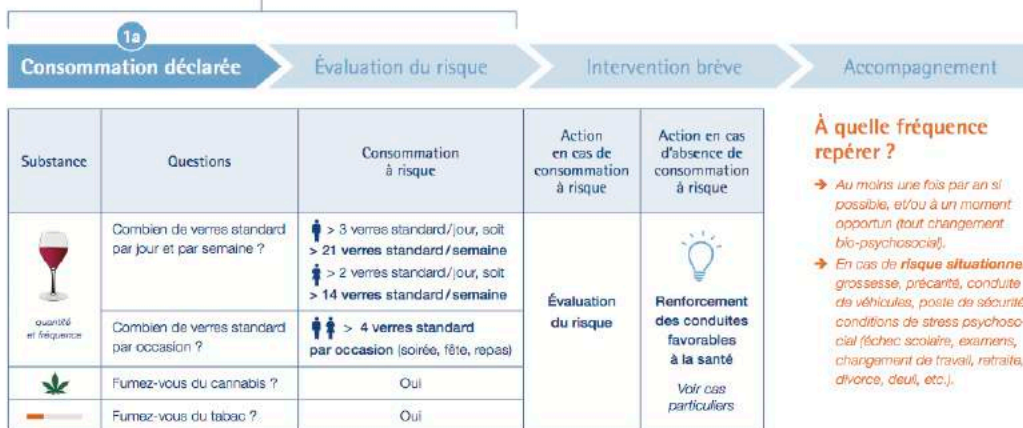 1a
Consommation déclarée
Évaluation du risque
Intervention brève
Accompagnement
Substance
Questions
Consommation
à risque
Action
en cas de
consommation
à risque
Action en cas
d'absence de
consommation
à risque
quantité
et fréquence
Combien de verres standard
par jour et par semaine ?
> 3 verres standard/jour, soit
> 21 verres standard/semaine
> 2 verres standard/jour, soit
> 14 verres standard/semaine
Combien de verres standard
par occasion ?
> 4 verres standard
par occasion (soirée, fête, repas)
Fumez-vous du cannabis ?
Oui
Fumez-vous du tabac ?
Oui
Évaluation
du risque
Renforcement
des conduites
favorables
à la santé
Voir cas
particuliers
À quelle fréquence
repérer ?
→ Au moins une fois par an si
possible, et/ou à un moment
opportun (tout changement
bio-psychosocial).
→ En cas de risque situationne
grossesse, précarité, conduite
de véhicules, poste de sécurité
conditions de stress psychoso-
cial (échec scolaire, examens,
changement de travail, retraite,
divorce, deuil, etc.).